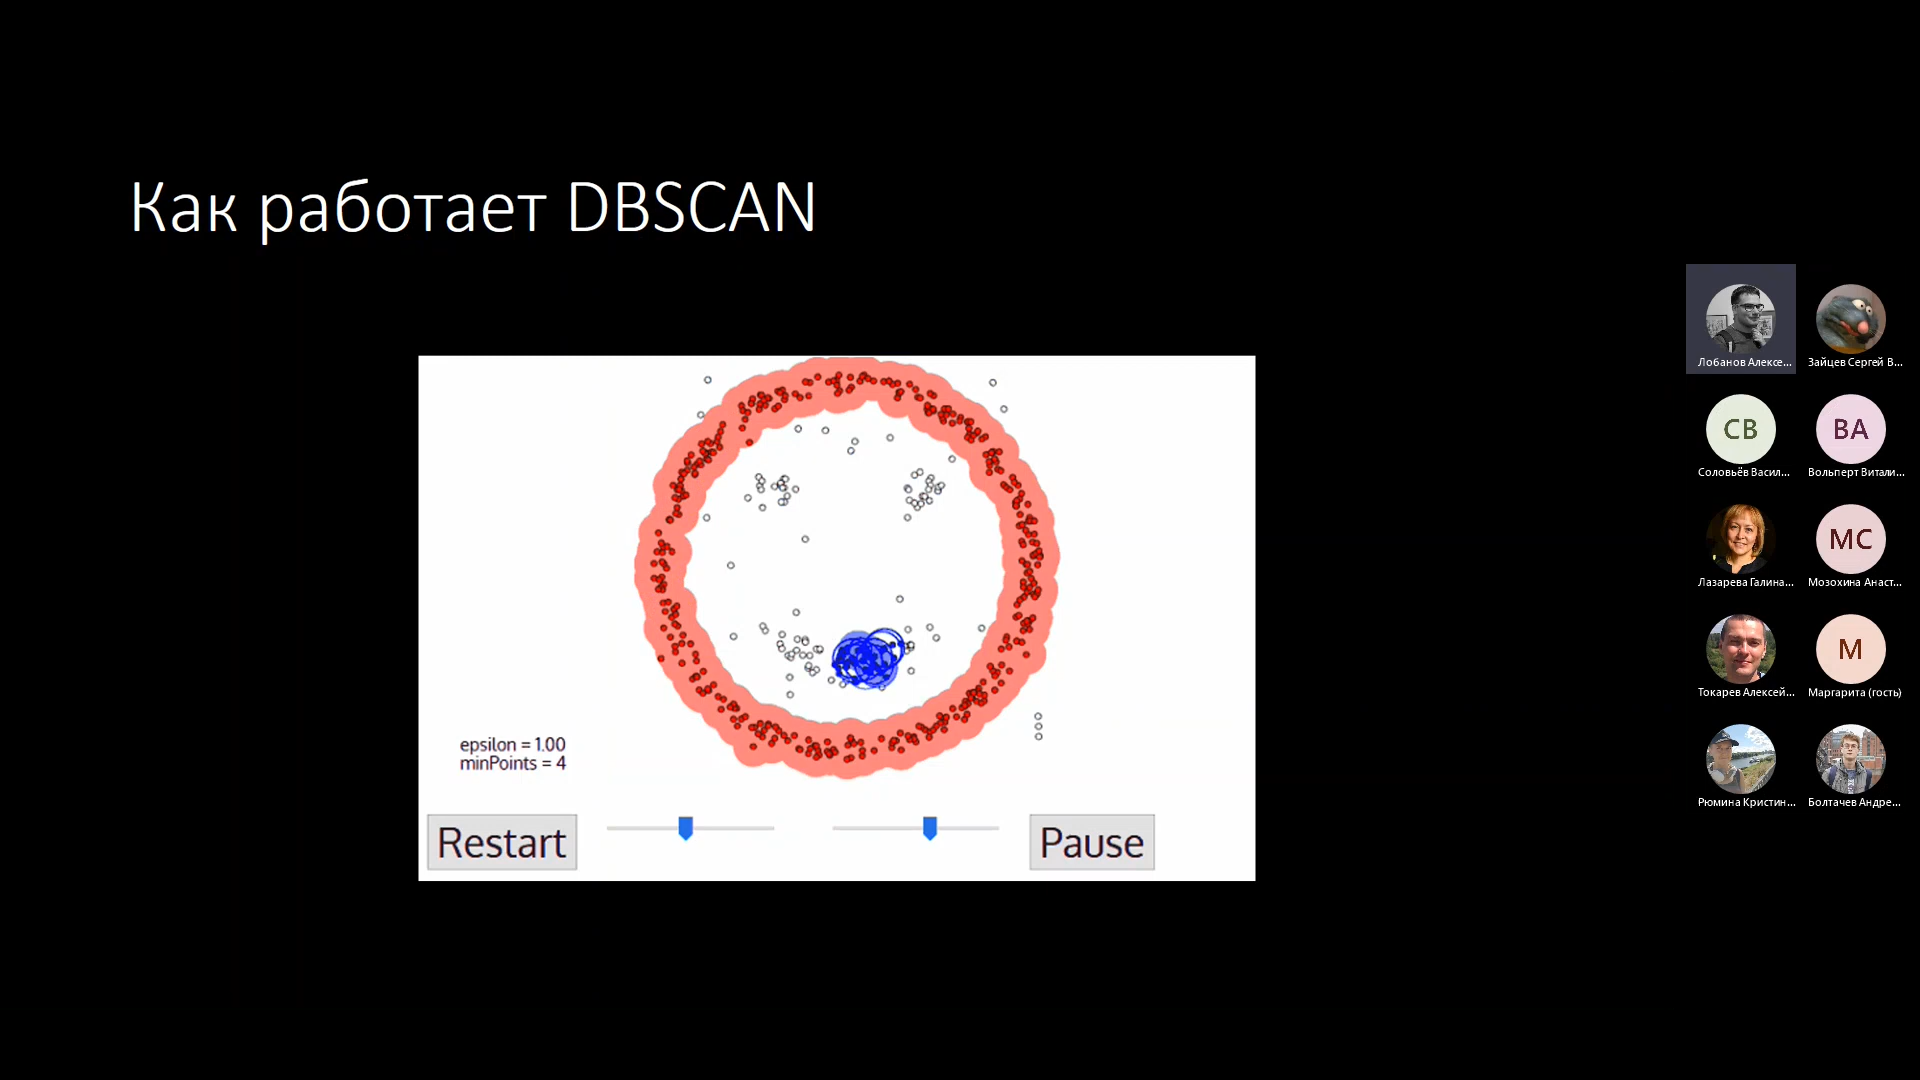 Как работает DBSCAN
epsilon = 1.00
minPoints = 4
Restart
Pause
Лобанов Алексе...
Зайцев Сергей В...
СВ
Соловьёв Васил...
ВА
Вольперт Витали...
Лазарева Галина...
МС
Мозохина Анаст...
Токарев Алексей...
М
Маргарита (гость)
Рюмина Кристин...
Болтачев Андре...